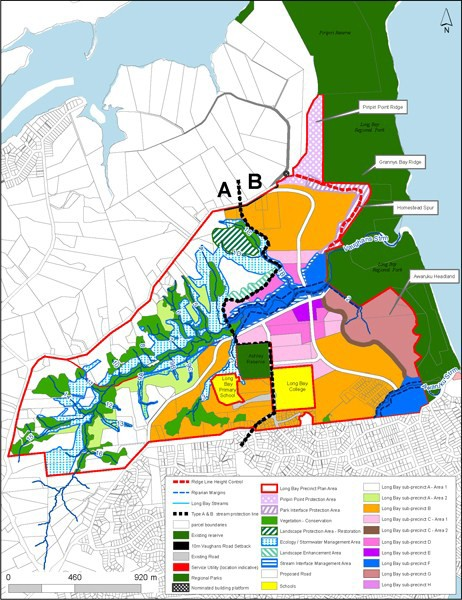 N
Piripiri Reserve
Piripiri Point Ridge
Long Bay
Regional Park
Grannys Bay Ridge
A
B
Homestead Spur
Vaughans Strm
Long Bay
Regional Park
Awaruku Headland
Ashley
Reserve
Long
Bay
Primary
School
Long Bay
College
Ridge Line Height Control
Riparian Margins
Long Bay Streams
Type A & B stream protection line
parcel boundaries
Existing reserve
10m Vaughans Road Setback
Existing Road
Service Utility (location indicative)
Regional Parks
Nominated building platform
Long Bay Precinct Plan Area
Piripiri Point Protection Area
Park Interface Protection Area
Vegetation - Conservation
Landscape Protection Area - Restoration
Ecology / Stormwater Management Area
Landscape Enhancement Area
Stream Interface Management Area
Proposed Road
Schools
Long Bay sub-precinct A - Area 1
Long Bay sub-precinct A - Area 2
Long Bay sub-precinct B
Long Bay sub-precinct C - Area 1
Long Bay sub-precinct C - Area 2
Long Bay sub-precinct D
Long Bay sub-precinct E
Long Bay sub-precinct F
Long Bay sub-precinct G
Long Bay sub-precinct H
0 460 920 m